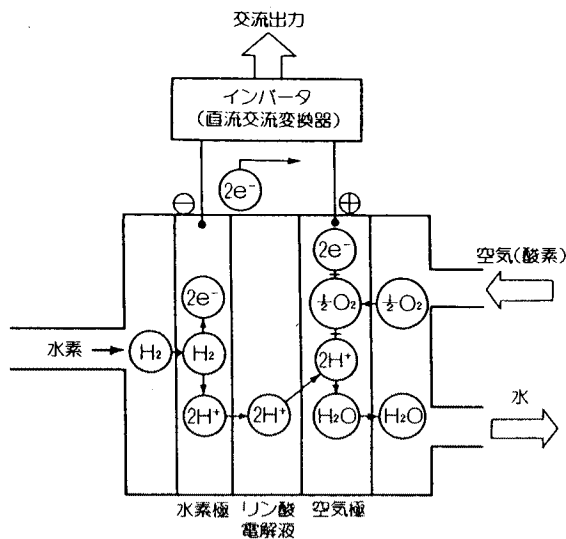 交流出力
インバータ
(直流交流変換器)
2e⁻
⊖
⊕
2e⁻
空気(酸素)
2e⁻
½O₂
½O₂
水素
H₂
H₂
2H⁺
水
2H⁺
2H⁺
H₂O
H₂O
水素極
リン酸
電解液
空気極